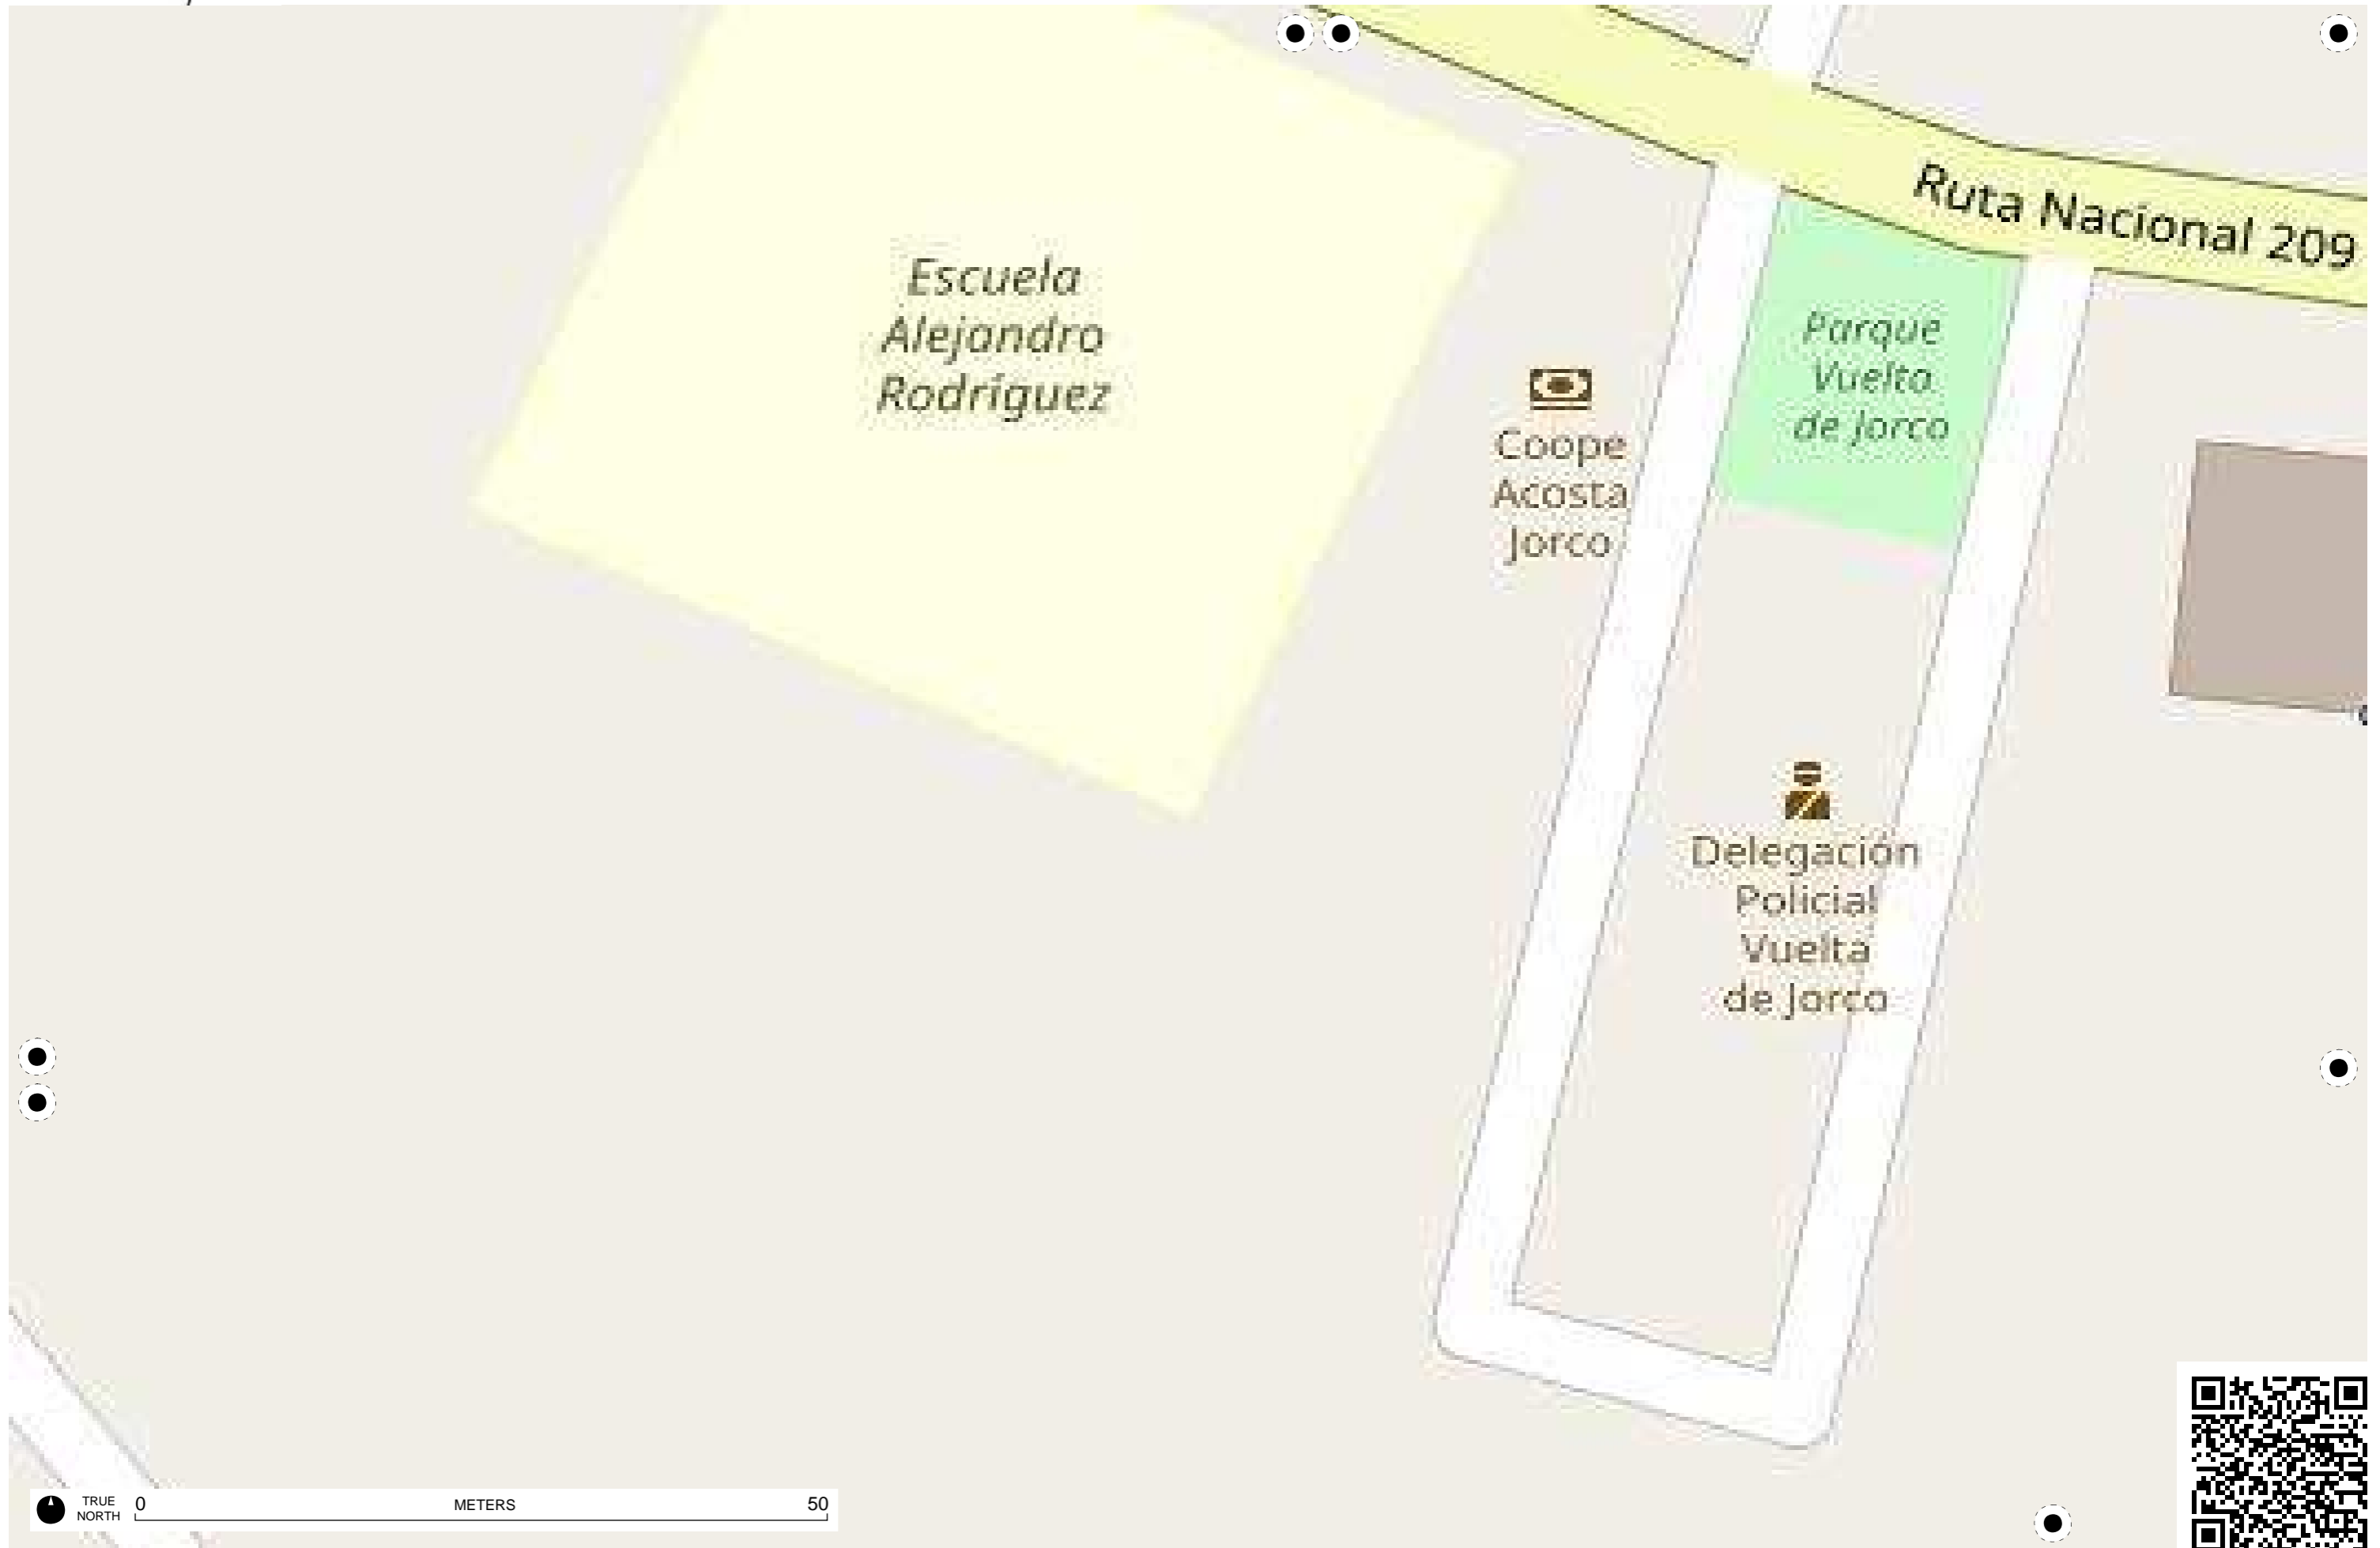 Ruta Nacional 209
Escuela
Alejandro
Rodríguez
Parque
Vuelta
de Jorco
Coope
Acosta
Jorco
Delegación
Policial
Vuelta
de Jorco
TRUE
NORTH
0
METERS
50